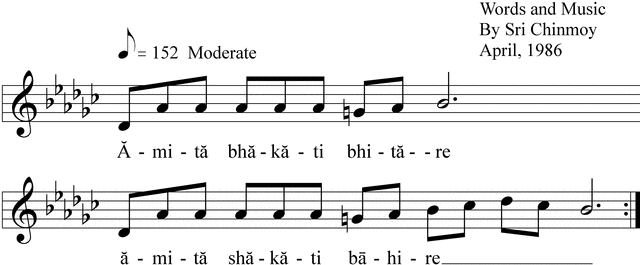 Words and Music
By Sri Chinmoy
April, 1986
= 152 Moderate
Ă - mi - tă bhă - kă - ti bhi - tă - - re
ă - mi - tă shă - kă - ti bā - hi - re